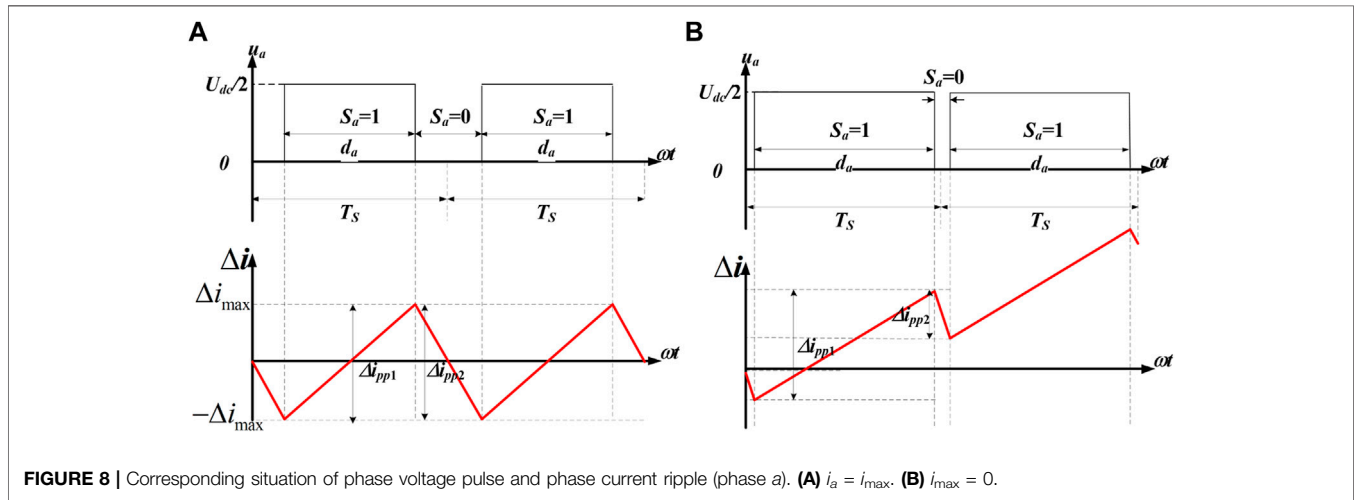 A
u_a
U_dc/2
S_a=1
S_a=0
S_a=1
d_a
d_a
0
ωt
T_S
T_S
Δi
Δi_max
ωt
Δi_pp1
Δi_pp2
−Δi_max
B
u_a
S_a=0
U_dc/2
S_a=1
S_a=1
d_a
d_a
0
ωt
T_S
T_S
Δi
Δi_pp2
Δi_pp1
ωt
FIGURE 8 | Corresponding situation of phase voltage pulse and phase current ripple (phase a). (A) i_a = i_max. (B) i_max = 0.